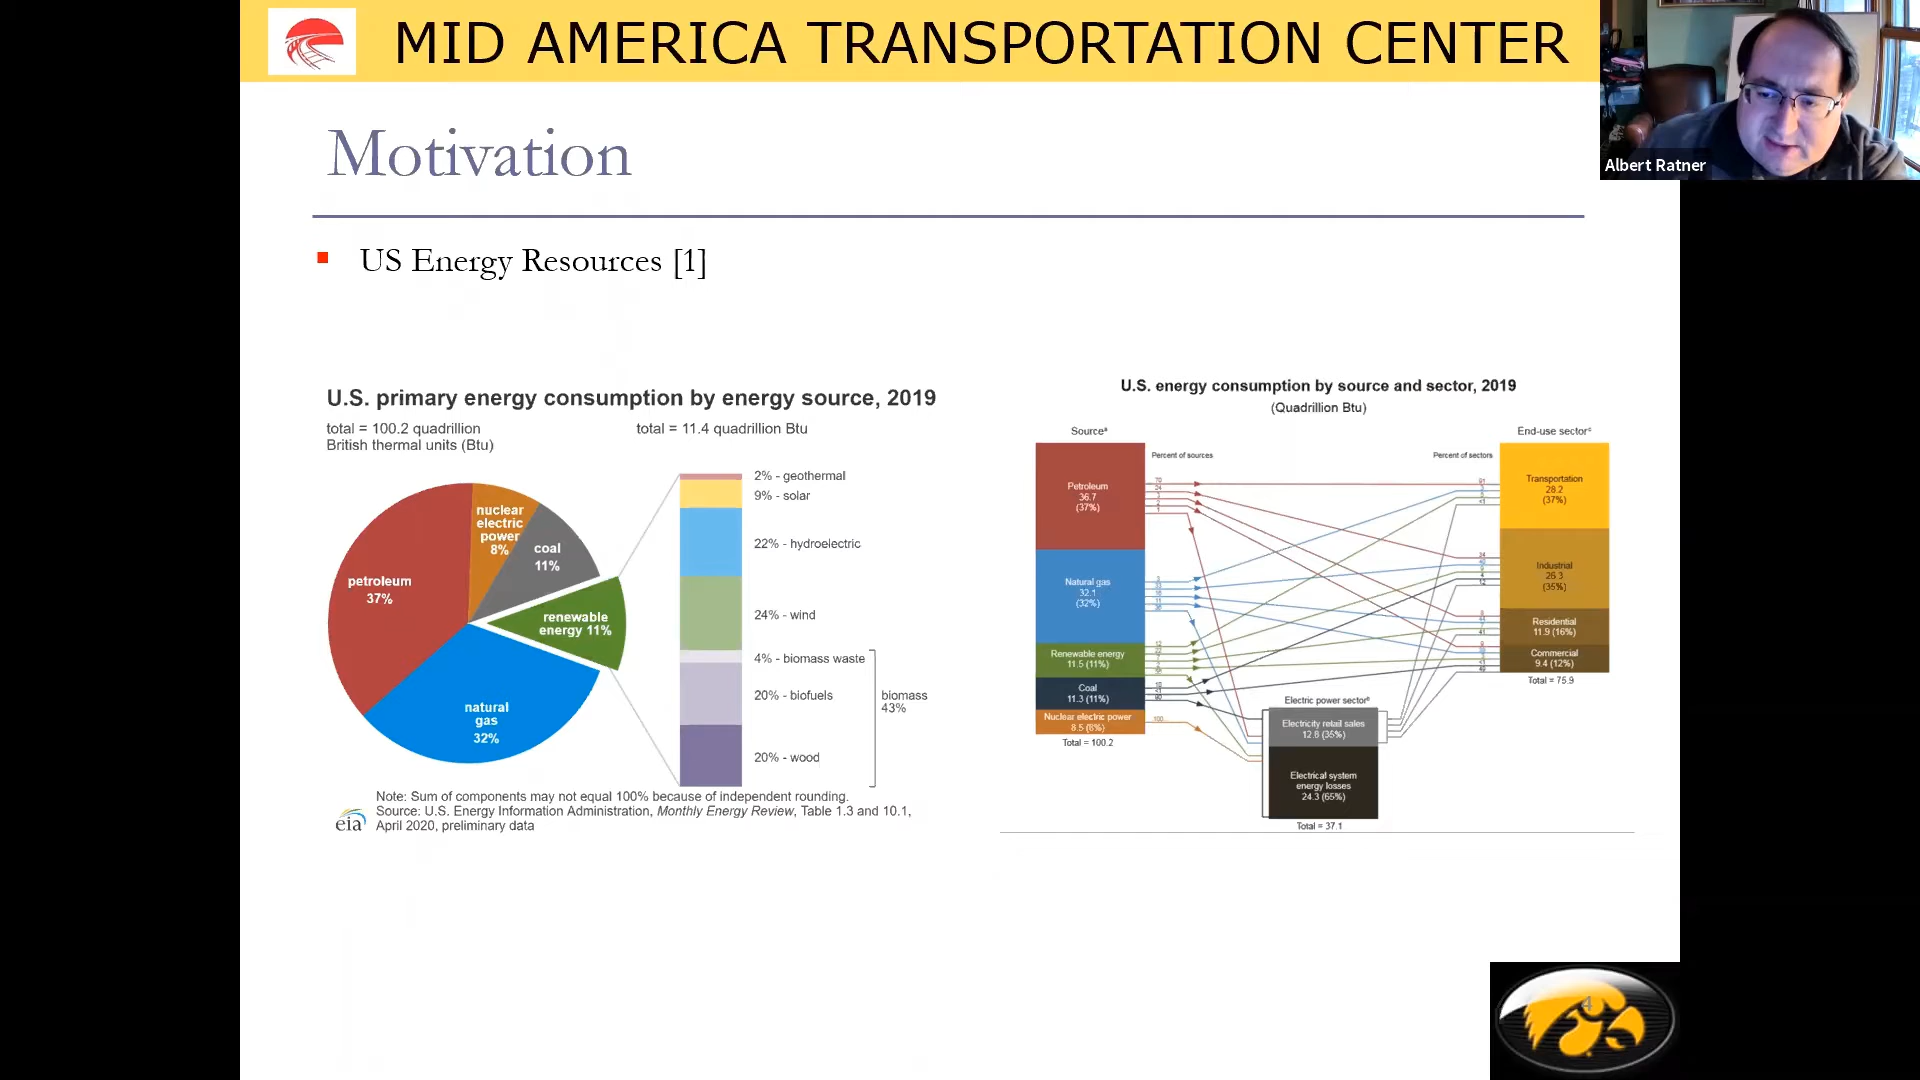 MID AMERICA TRANSPORTATION CENTER
Albert Ratner
Motivation
US Energy Resources [1]
U.S. primary energy consumption by energy source, 2019
total = 100.2 quadrillion
British thermal units (Btu)
total = 11.4 quadrillion Btu
nuclear
electric
power
8%
coal
11%
petroleum
37%
renewable
energy 11%
natural
gas
32%
2% - geothermal
9% - solar
22% - hydroelectric
24% - wind
4% - biomass waste
20% - biofuels
20% - wood
biomass
43%
Note: Sum of components may not equal 100% because of independent rounding.
Source: U.S. Energy Information Administration, Monthly Energy Review, Table 1.3 and 10.1,
April 2020, preliminary data
eia
U.S. energy consumption by source and sector, 2019
(Quadrillion Btu)
Source
Percent of sources
Petroleum
36.7
(37%)
Natural gas
32.1
(32%)
Renewable energy
11.5 (11%)
Coal
11.3 (11%)
Nuclear electric power
8.5 (8%)
Total = 100.2
Percent of sectors
End-use sector
Transportation
28.2
(37%)
Industrial
26.3
(35%)
Residential
11.9 (16%)
Commercial
9.4 (12%)
Total = 75.9
Electric power sector
Electricity retail sales
12.8 (35%)
Electrical system
energy losses
24.3 (65%)
Total = 37.1
4